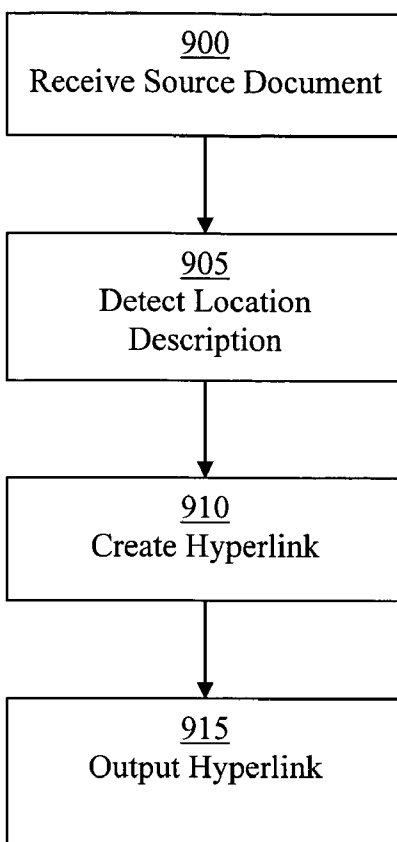 900
Receive Source Document
905
Detect Location
Description
910
Create Hyperlink
915
Output Hyperlink